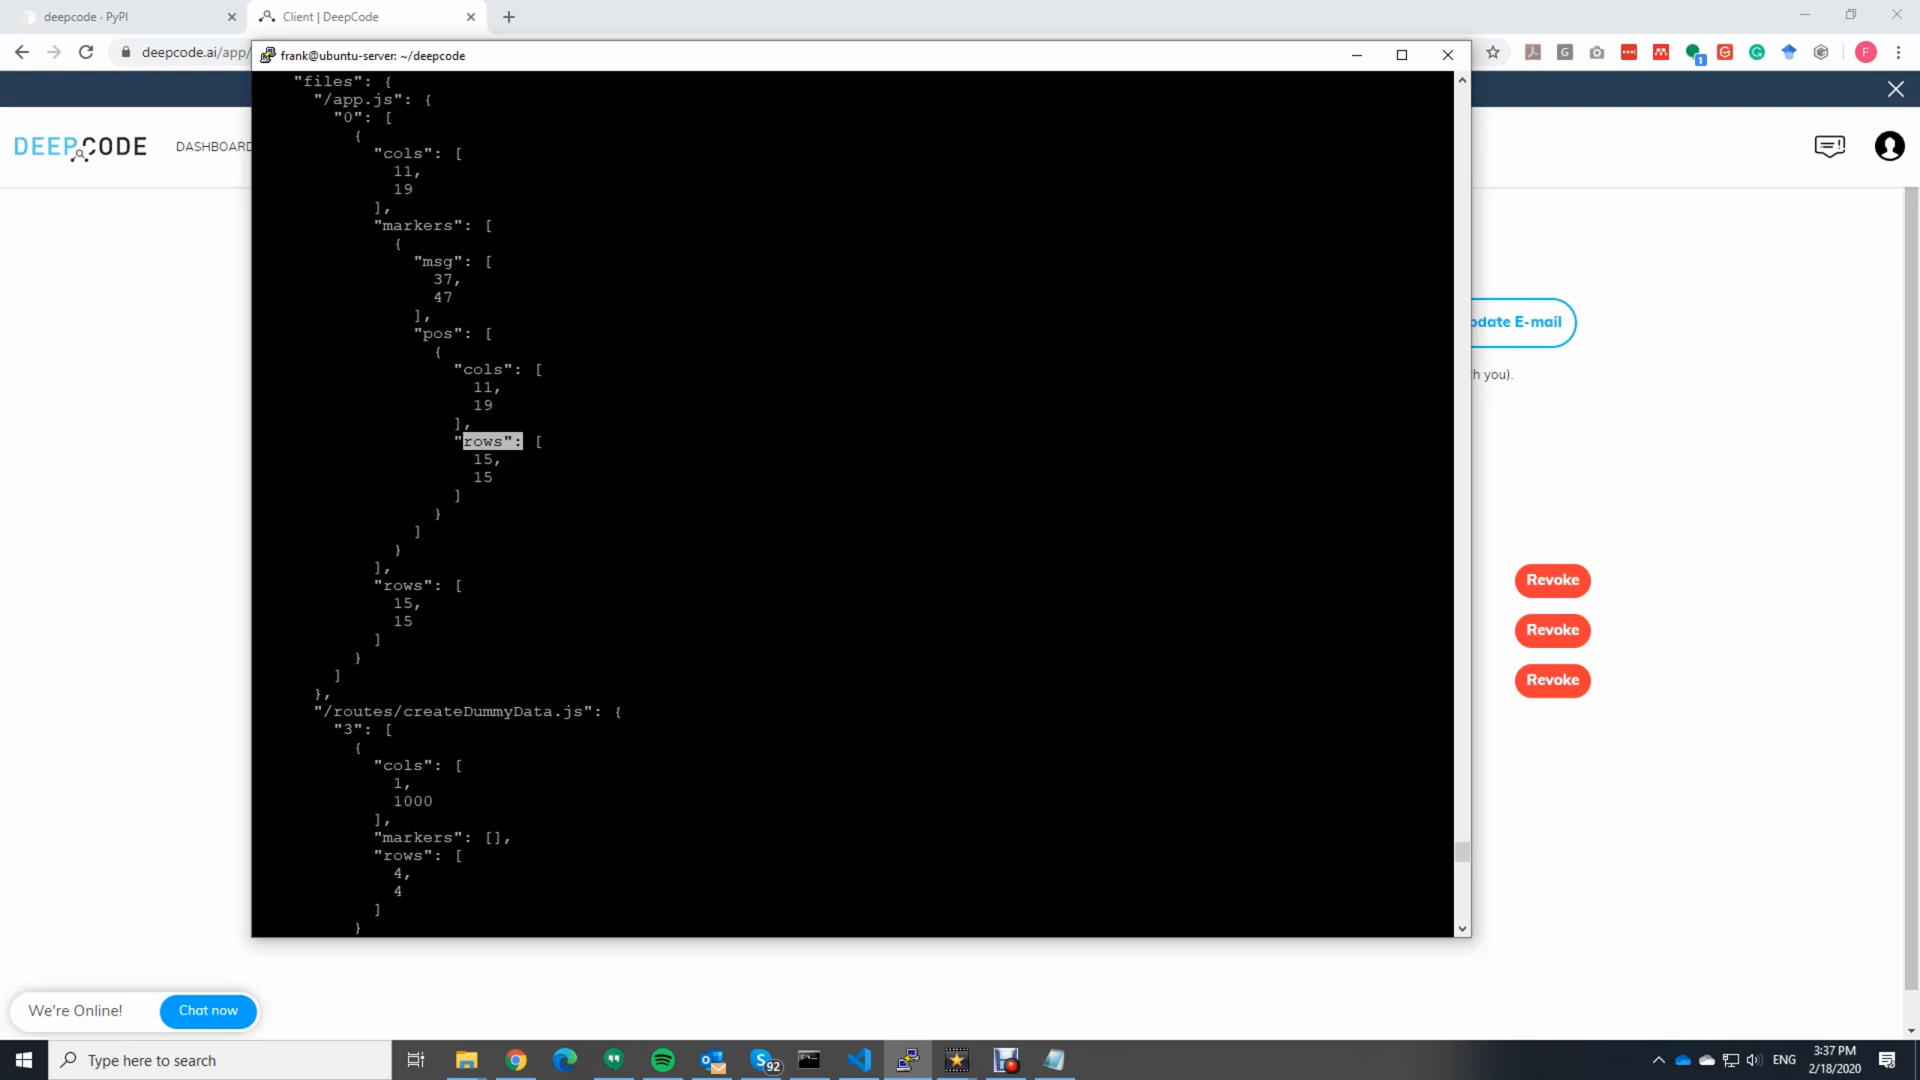 deepcode · PyPI
Client | DeepCode
deepcode.ai/app/
frank@ubuntu-server: ~/deepcode
1
F
DEEPCODE
DASHBOARD
"files": {
"/app.js": {
"0": [
{
"cols": [
11,
19
],
"markers": [
{
"msg": [
37,
47
],
"pos": [
{
"cols": [
11,
19
],
"rows": [
15,
15
]
}
]
}
],
"rows": [
15,
15
]
}
]
},
"/routes/createDummyData.js": {
"3": [
{
"cols": [
1,
1000
],
"markers": [],
"rows": [
4,
4
]
}
pdate E-mail
th you).
Revoke
Revoke
Revoke
We're Online!
Chat now
Type here to search
92
ENG
3:37 PM
2/18/2020